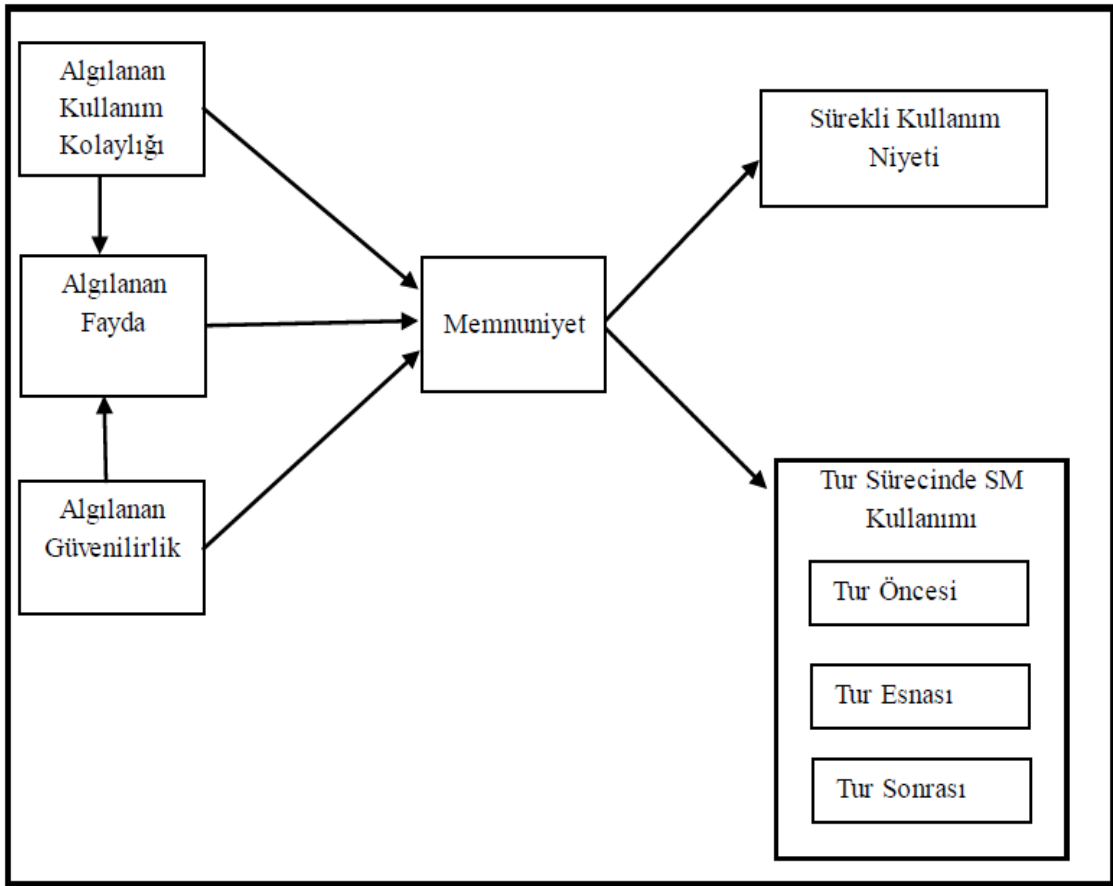 Algılanan
Kullanım
Kolaylığı
Algılanan
Fayda
Algılanan
Güvenilirlik
Memnuniyet
Sürekli Kullanım
Niyeti
Tur Sürecinde SM
Kullanımı
Tur Öncesi
Tur Esnası
Tur Sonrası